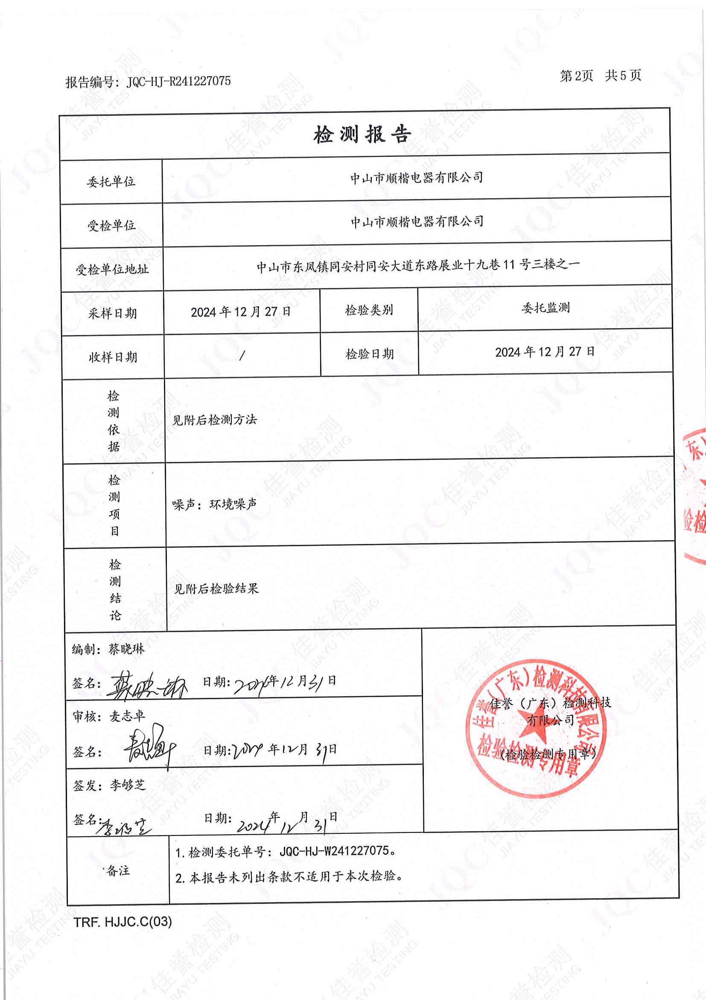 报告编号：JQC-HJ-R241227075
第2页 共5页
检测报告
委托单位 中山市顺楷电器有限公司
受检单位 中山市顺楷电器有限公司
受检单位地址 中山市东凤镇同安村同安大道东路展业十九巷11号三楼之一
采样日期 2024年12月27日 检验类别 委托监测
收样日期 / 检验日期 2024年12月27日
检测依据 见附后检测方法
检测项目 噪声：环境噪声
检测结论 见附后检验结果
编制：蔡晓琳
签名：蔡晓琳 日期：2024年12月31日
审核：麦志卓
签名： 日期：2024年12月31日
签发：李够芝
签名：李够芝 日期：2024年12月31日
佳誉（广东）检测科技
有限公司
（检验检测专用章）
佳誉（广东）检测科技有限公司
检验检测专用章
备注
1. 检测委托单号：JQC-HJ-W241227075。
2. 本报告未列出条款不适用于本次检验。
TRF. HJJC.C(03)
东）
验检
JQC 佳誉检测
JIAYU TESTING